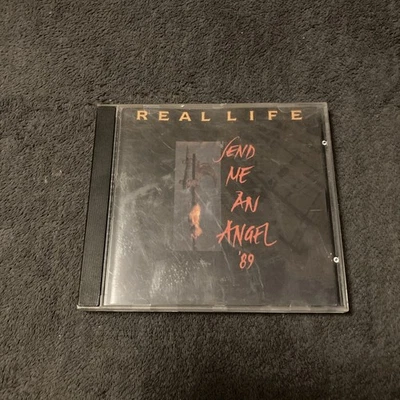 REAL LIFE
SEND
ME
AN
ANGEL
'89